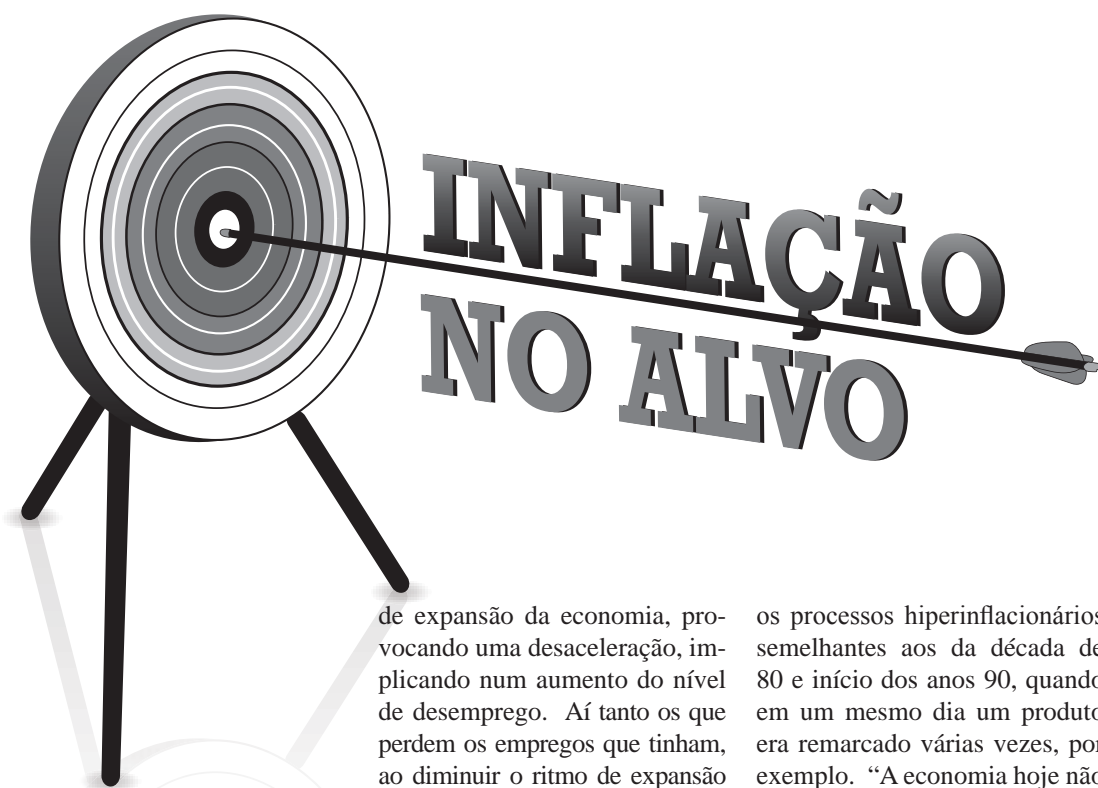 INFLAÇÃO
NO ALVO
de expansão da economia, pro-
vocando uma desaceleração, im-
plicando num aumento do nível
de desemprego. Aí tanto os que
perdem os empregos que tinham,
ao diminuir o ritmo de expansão
os processos hiperinflacionários
semelhantes aos da década de
80 e início dos anos 90, quando
em um mesmo dia um produto
era remarcado várias vezes, por
exemplo. “A economia hoje não